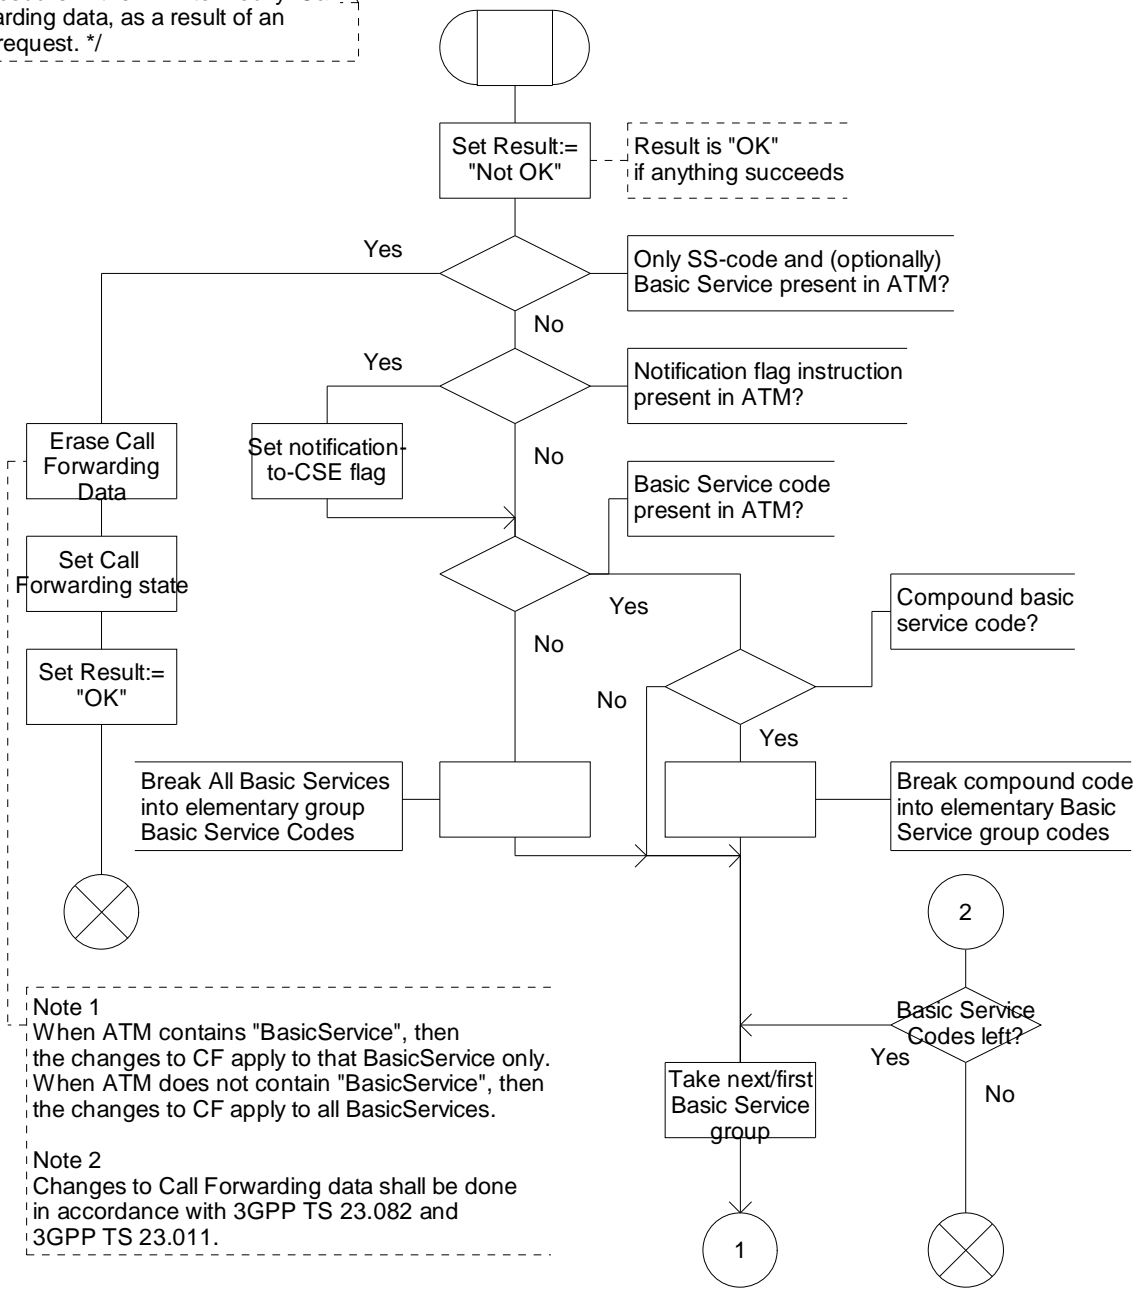 arding data, as a result of an
request. */
Set Result:=
"Not OK"
Result is "OK"
if anything succeeds
Yes
Only SS-code and (optionally)
Basic Service present in ATM?
No
Yes
Notification flag instruction
present in ATM?
Erase Call
Forwarding
Data
Set notification-
to-CSE flag
No
Basic Service code
present in ATM?
Set Call
Forwarding state
Yes
Compound basic
service code?
No
Set Result:=
"OK"
No
Yes
Break All Basic Services
into elementary group
Basic Service Codes
Break compound code
into elementary Basic
Service group codes
2
Note 1
When ATM contains "BasicService", then
the changes to CF apply to that BasicService only.
When ATM does not contain "BasicService", then
the changes to CF apply to all BasicServices.
Note 2
Changes to Call Forwarding data shall be done
in accordance with 3GPP TS 23.082 and
3GPP TS 23.011.
Basic Service
Codes left?
Yes
No
Take next/first
Basic Service
group
1